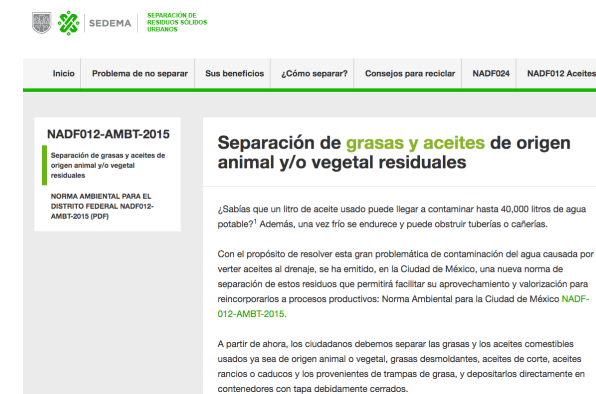 SEDEMA
SEPARACIÓN DE
RESIDUOS SÓLIDOS
URBANOS
Inicio
Problema de no separar
Sus beneficios
¿Cómo separar?
Consejos para reciclar
NADF024
NADF012 Aceites
NADF012-AMBT-2015
Separación de grasas y aceites de
origen animal y/o vegetal
residuales
NORMA AMBIENTAL PARA EL
DISTRITO FEDERAL NADF012-
AMBT-2015 (PDF)
Separación de grasas y aceites de origen
animal y/o vegetal residuales
¿Sabías que un litro de aceite usado puede llegar a contaminar hasta 40,000 litros de agua
potable?1 Además, una vez frío se endurece y puede obstruir tuberías o cañerías.
Con el propósito de resolver esta gran problemática de contaminación del agua causada por
verter aceites al drenaje, se ha emitido, en la Ciudad de México, una nueva norma de
separación de estos residuos que permitirá facilitar su aprovechamiento y valorización para
reincorporarlos a procesos productivos: Norma Ambiental para la Ciudad de México NADF-
012-AMBT-2015.
A partir de ahora, los ciudadanos debemos separar las grasas y los aceites comestibles
usados ya sea de origen animal o vegetal, grasas desmoldantes, aceites de corte, aceites
rancios o caducos y los provenientes de trampas de grasa, y depositarlos directamente en
contenedores con tapa debidamente cerrados.